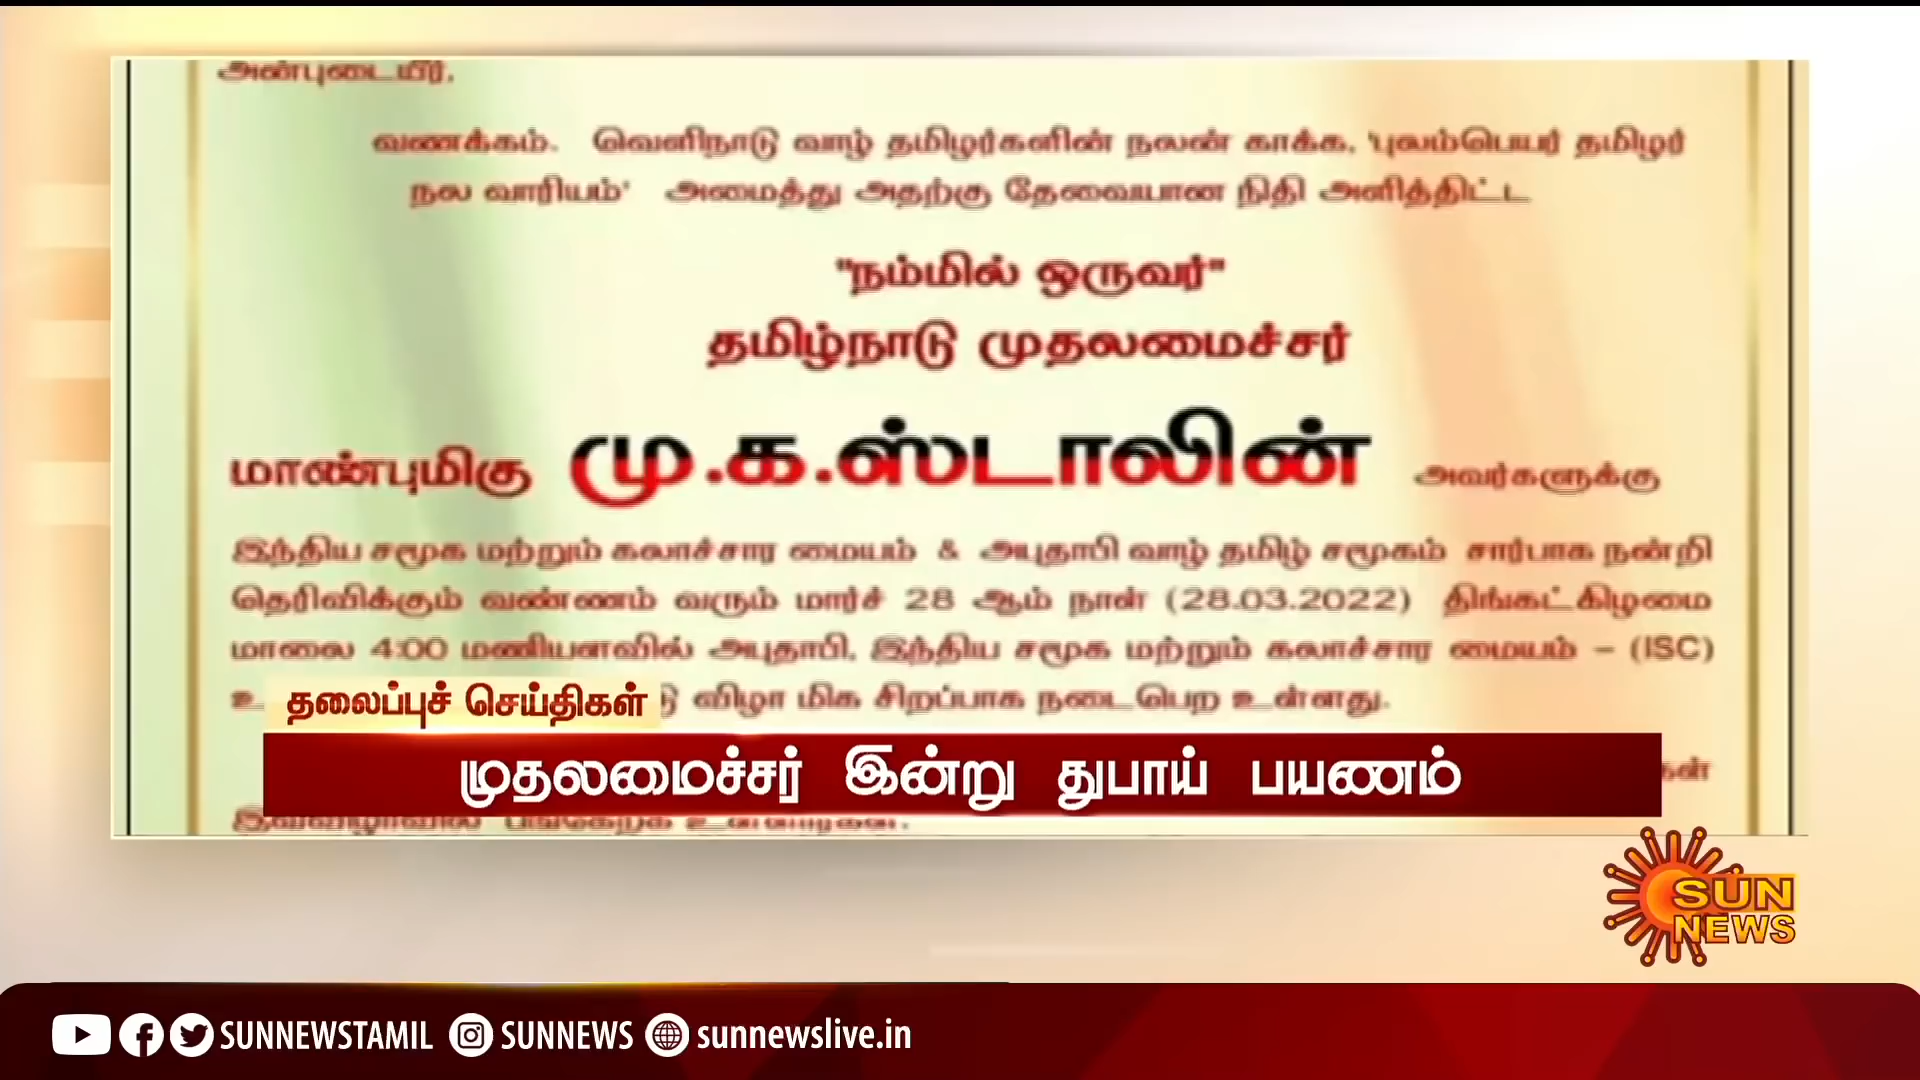 அன்புடையீர்,
வணக்கம். வெளிநாடு வாழ் தமிழர்களின் நலன் காக்க, 'புலம்பெயர் தமிழர்
நல வாரியம்' அமைத்து அதற்கு தேவையான நிதி அளித்திட்ட
"நம்மில் ஒருவர்"
தமிழ்நாடு முதலமைச்சர்
மாண்புமிகு மு.க.ஸ்டாலின் அவர்களுக்கு
இந்திய சமூக மற்றும் கலாச்சார மையம் & அபுதாபி வாழ் தமிழ் சமூகம் சார்பாக நன்றி
தெரிவிக்கும் வண்ணம் வரும் மார்ச் 28 ஆம் நாள் (28.03.2022) திங்கட்கிழமை
மாலை 4:00 மணியளவில் அபுதாபி, இந்திய சமூக மற்றும் கலாச்சார மையம் – (ISC)
விழா மிக சிறப்பாக நடைபெற உள்ளது.
தலைப்புச் செய்திகள்
முதலமைச்சர் இன்று துபாய் பயணம்
SUN
NEWS
SUNNEWSTAMIL SUNNEWS sunnewslive.in